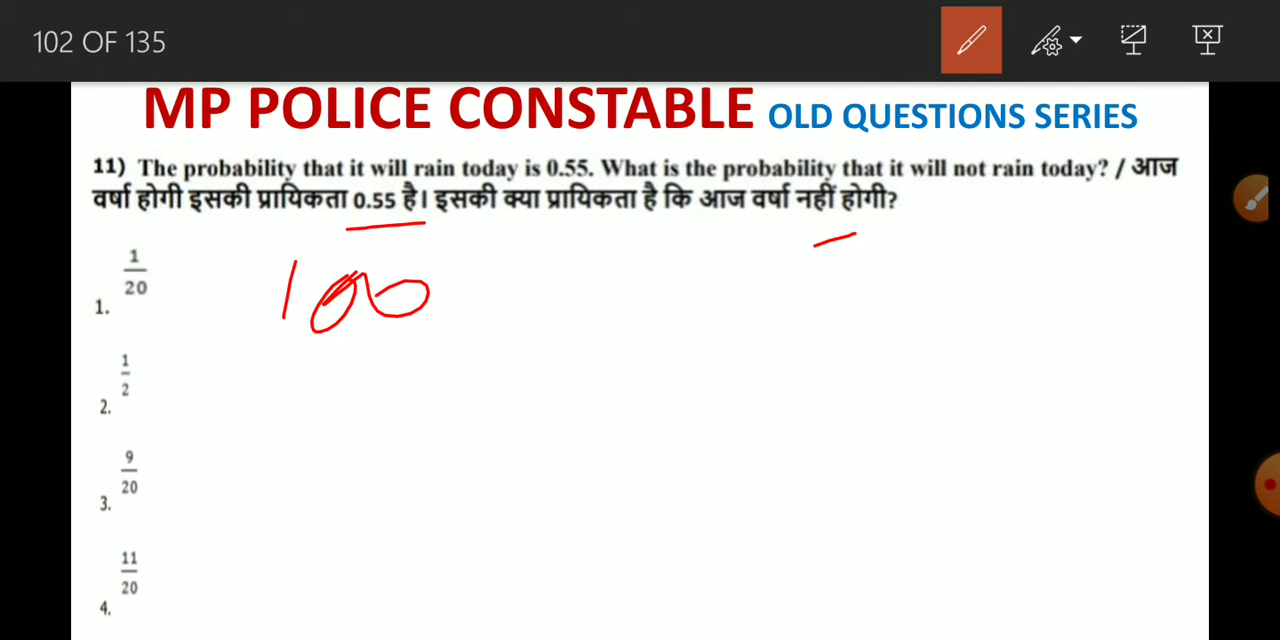 102 OF 135
MP POLICE CONSTABLE OLD QUESTIONS SERIES
11) The probability that it will rain today is 0.55. What is the probability that it will not rain today? / आज
वर्षा होगी इसकी प्रायिकता 0.55 है। इसकी क्या प्रायिकता है कि आज वर्षा नहीं होगी?
100
1. 1/20
2. 1/2
3. 9/20
4. 11/20